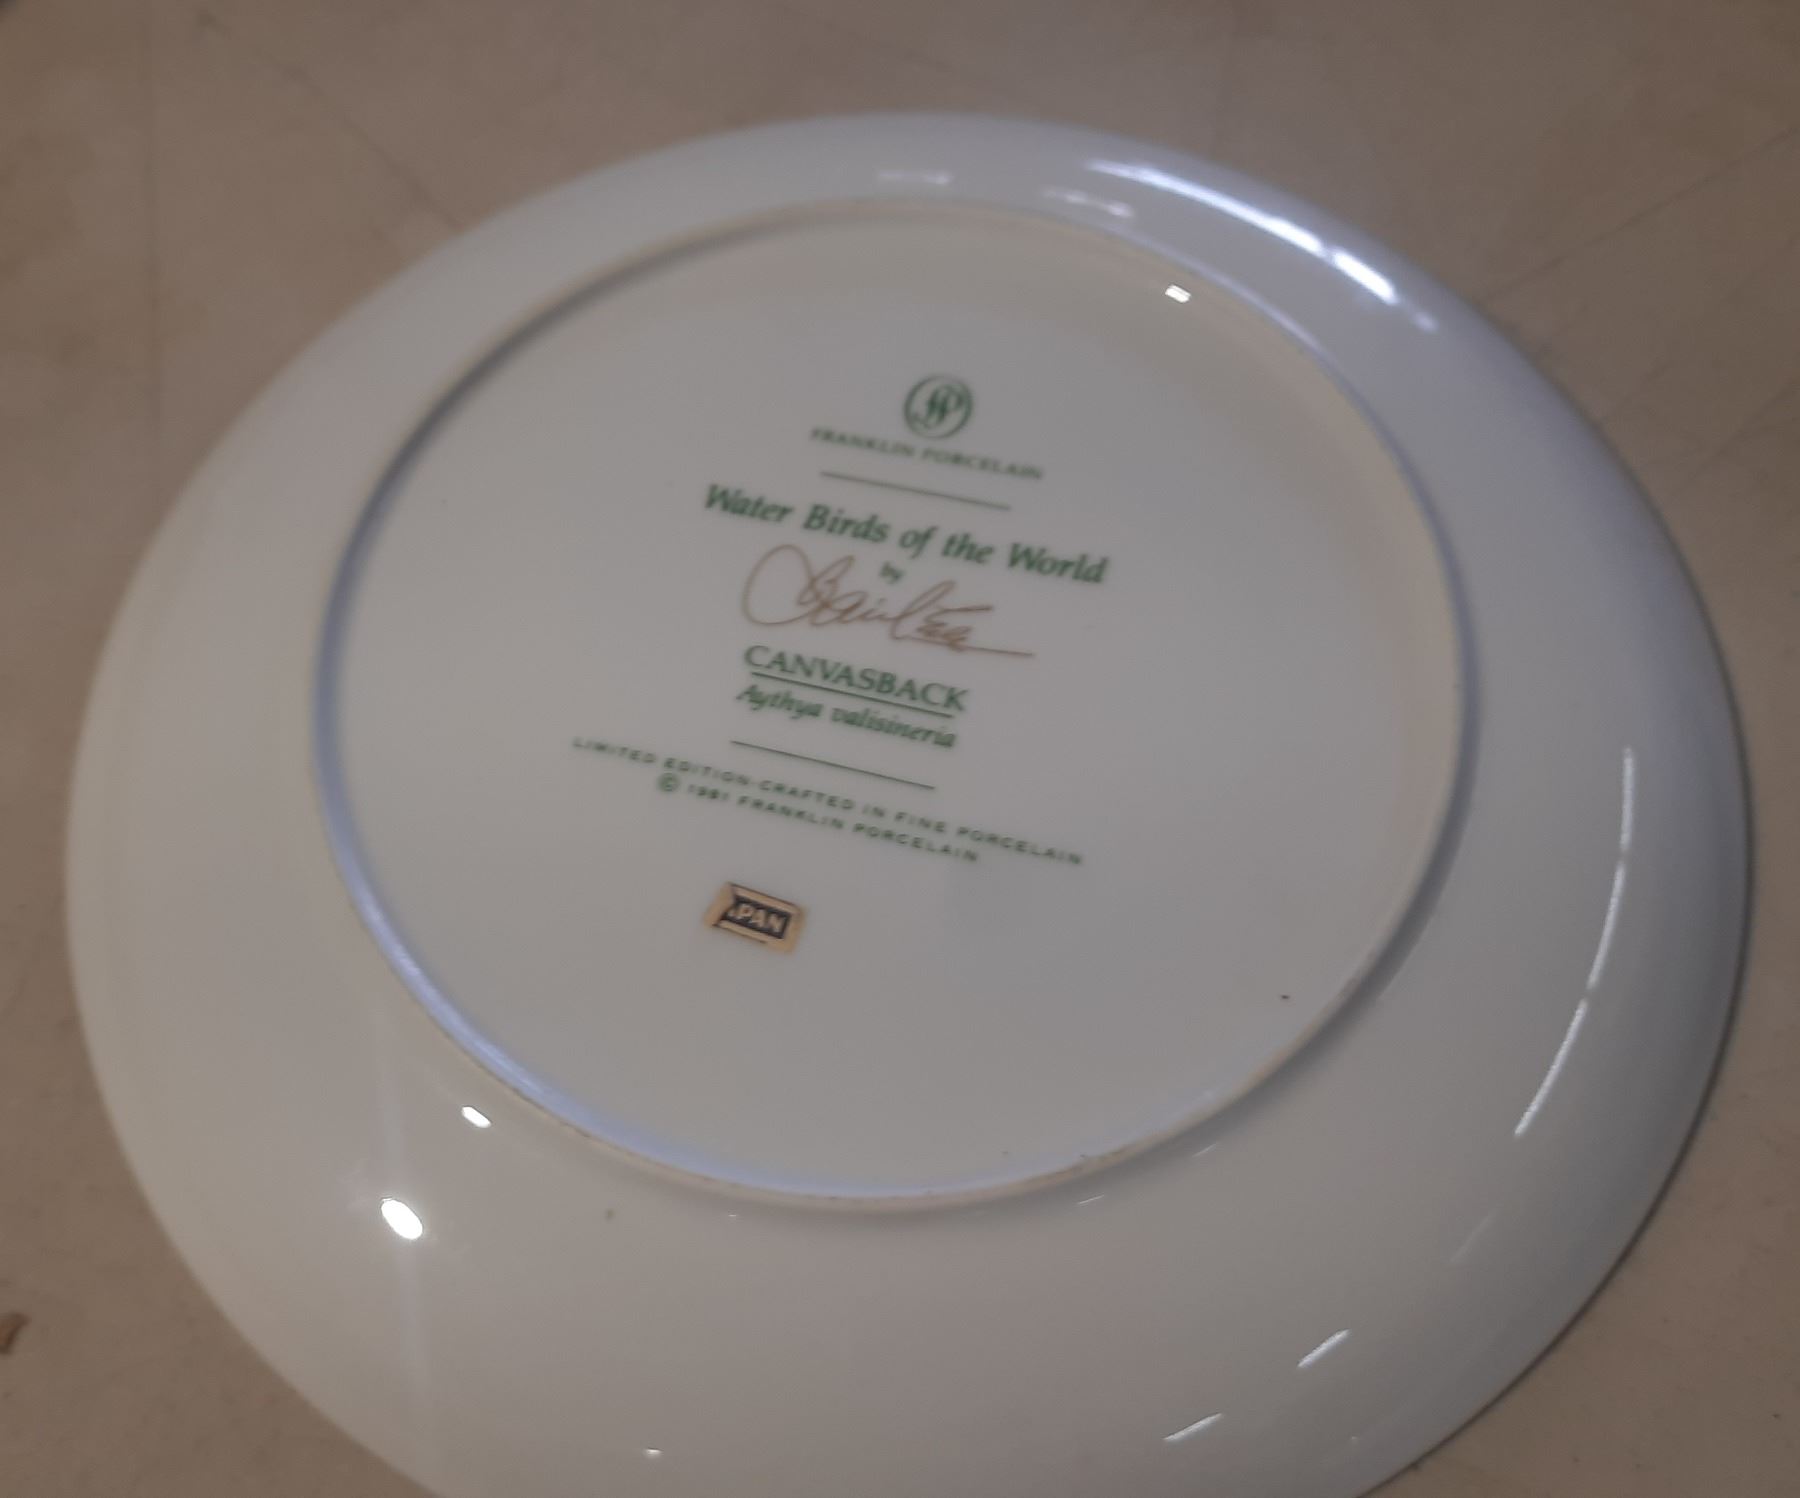 FRANKLIN PORCELAIN
Water Birds of the World
by
CANVASBACK
Aythya valisineria
LIMITED EDITION-CRAFTED IN FINE PORCELAIN
© 1981 FRANKLIN PORCELAIN
PAN